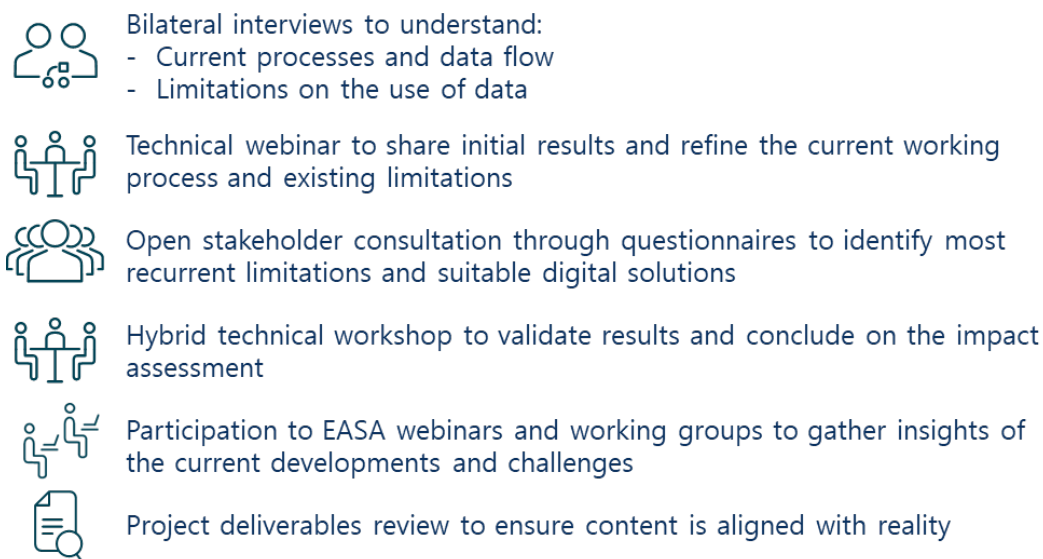 Bilateral interviews to understand:
- Current processes and data flow
- Limitations on the use of data
Technical webinar to share initial results and refine the current working
process and existing limitations
Open stakeholder consultation through questionnaires to identify most
recurrent limitations and suitable digital solutions
Hybrid technical workshop to validate results and conclude on the impact
assessment
Participation to EASA webinars and working groups to gather insights of
the current developments and challenges
Project deliverables review to ensure content is aligned with reality